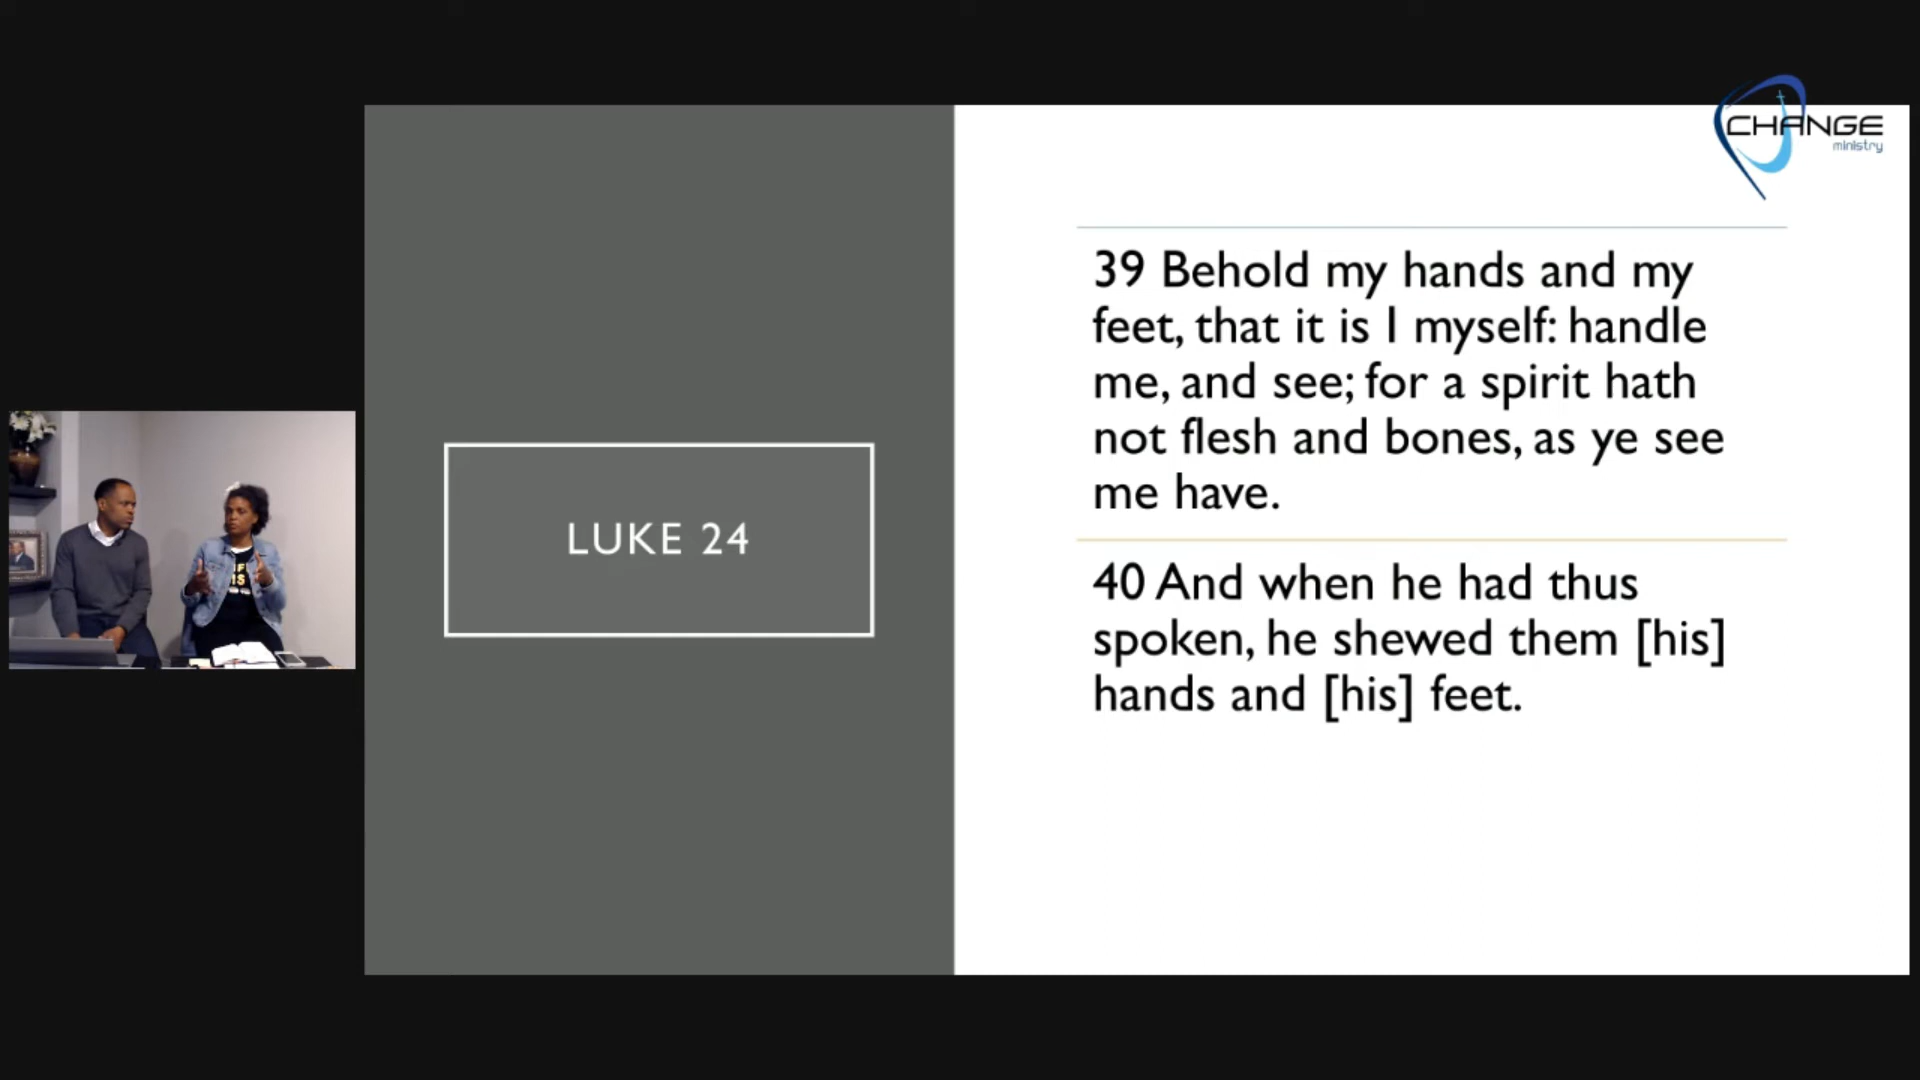 CHANGE
ministry
LUKE 24
39 Behold my hands and my
feet, that it is I myself: handle
me, and see; for a spirit hath
not flesh and bones, as ye see
me have.
40 And when he had thus
spoken, he shewed them [his]
hands and [his] feet.